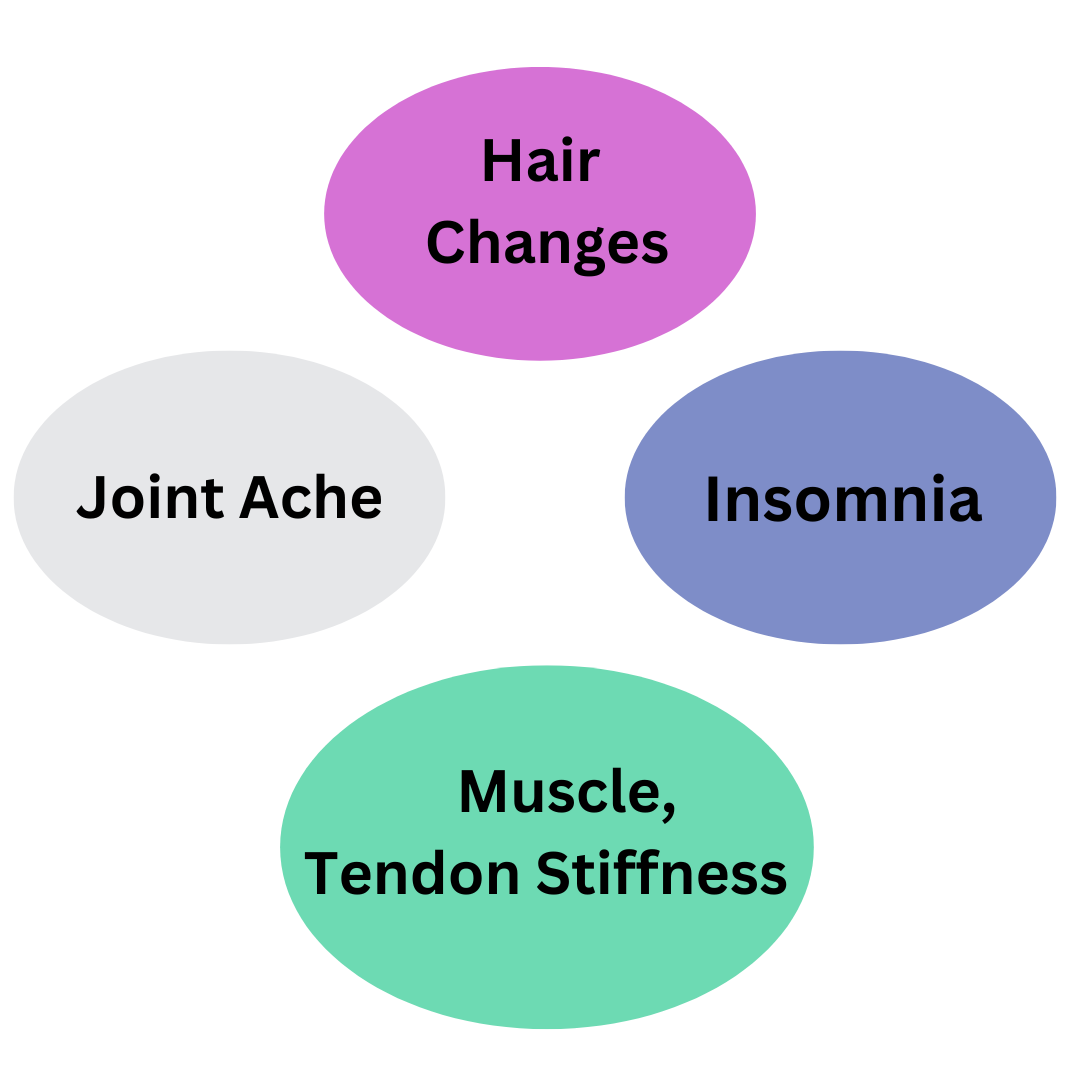 Hair
Changes
Joint Ache
Insomnia
Muscle,
Tendon Stiffness